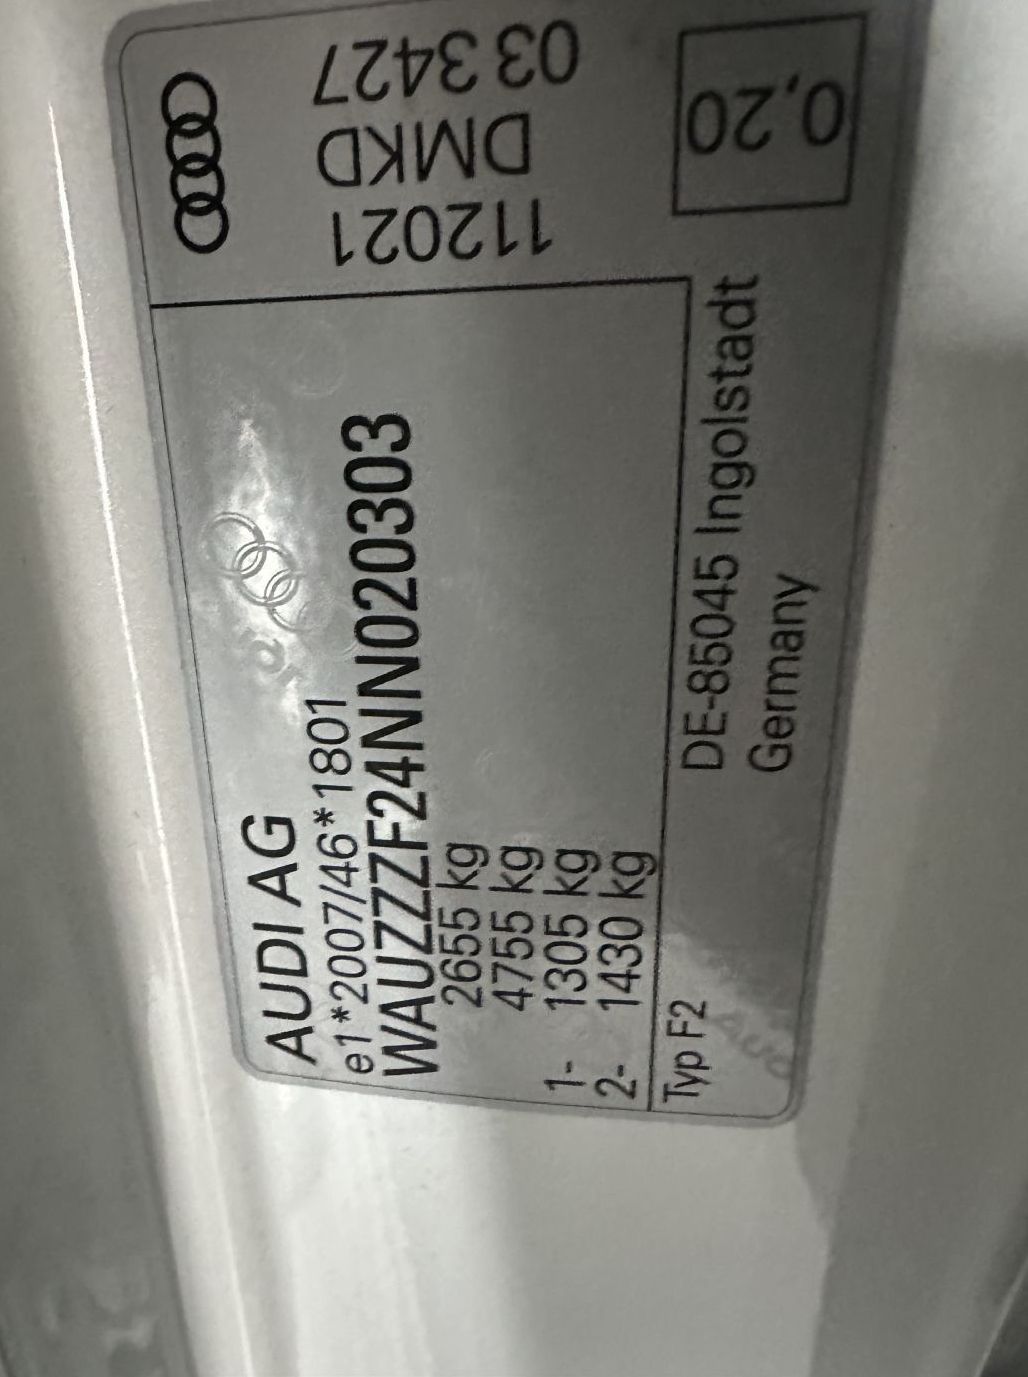 AUDI AG
e1*2007/46*1801
WAUZZZF24NN020303
2655 kg
4755 kg
1- 1305 kg
2- 1430 kg
Typ F2
DE-85045 Ingolstadt
Germany
112021
DMKD
03 3427
0,20